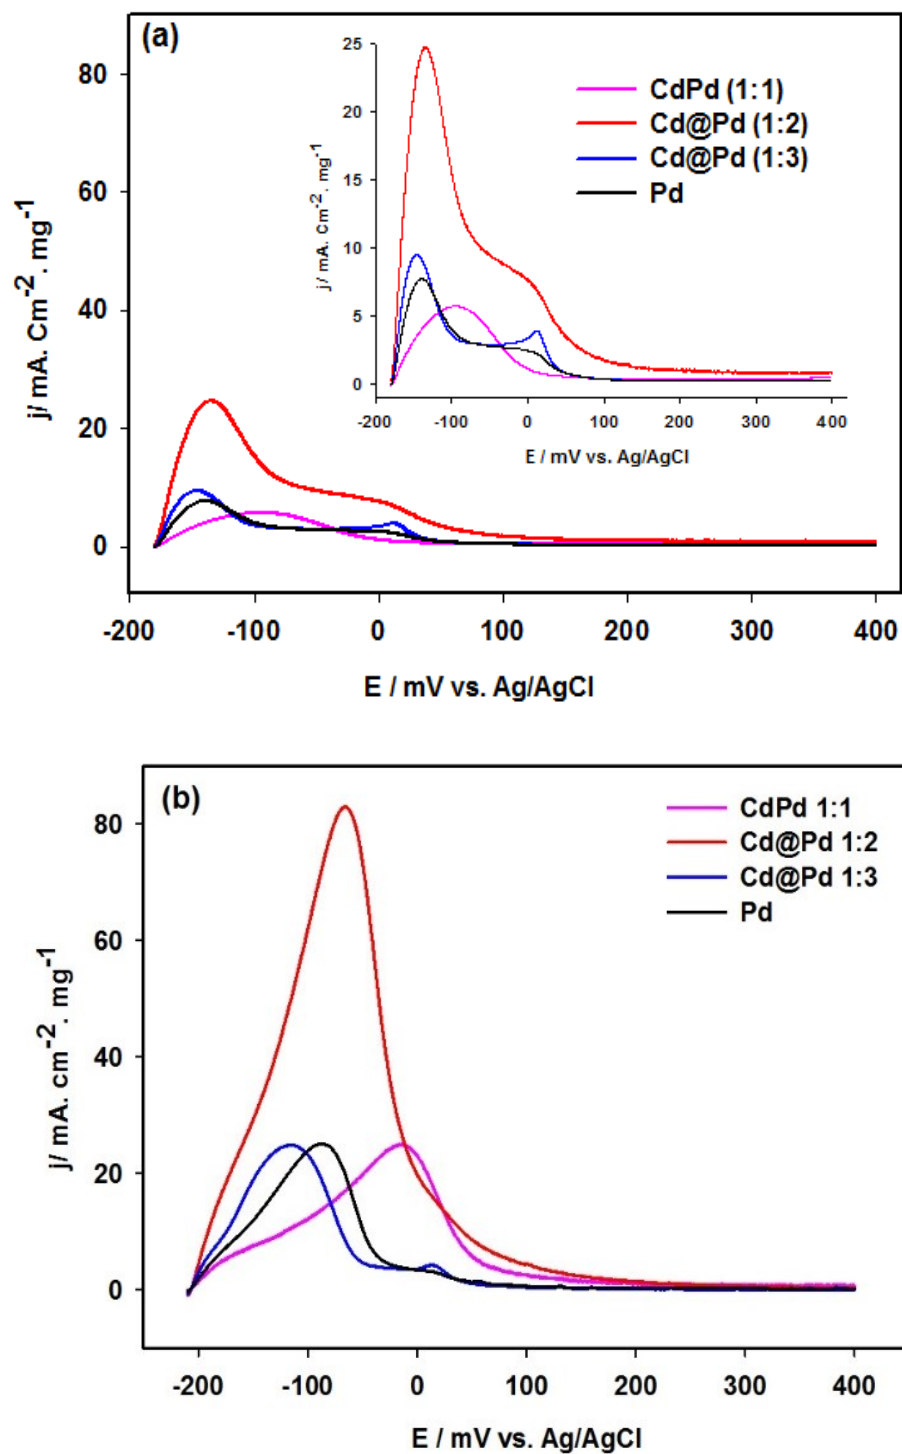 (a)
j/ mA. Cm-2. mg-1
80
60
40
20
0
-200 -100 0 100 200 300 400
E / mV vs. Ag/AgCl
j/ mA. Cm-2. mg-1
25
20
15
10
5
0
-200 -100 0 100 200 300 400
E / mV vs. Ag/AgCl
CdPd (1:1)
Cd@Pd (1:2)
Cd@Pd (1:3)
Pd
(b)
j/ mA. cm-2. mg-1
80
60
40
20
0
-200 -100 0 100 200 300 400
E / mV vs. Ag/AgCl
CdPd 1:1
Cd@Pd 1:2
Cd@Pd 1:3
Pd